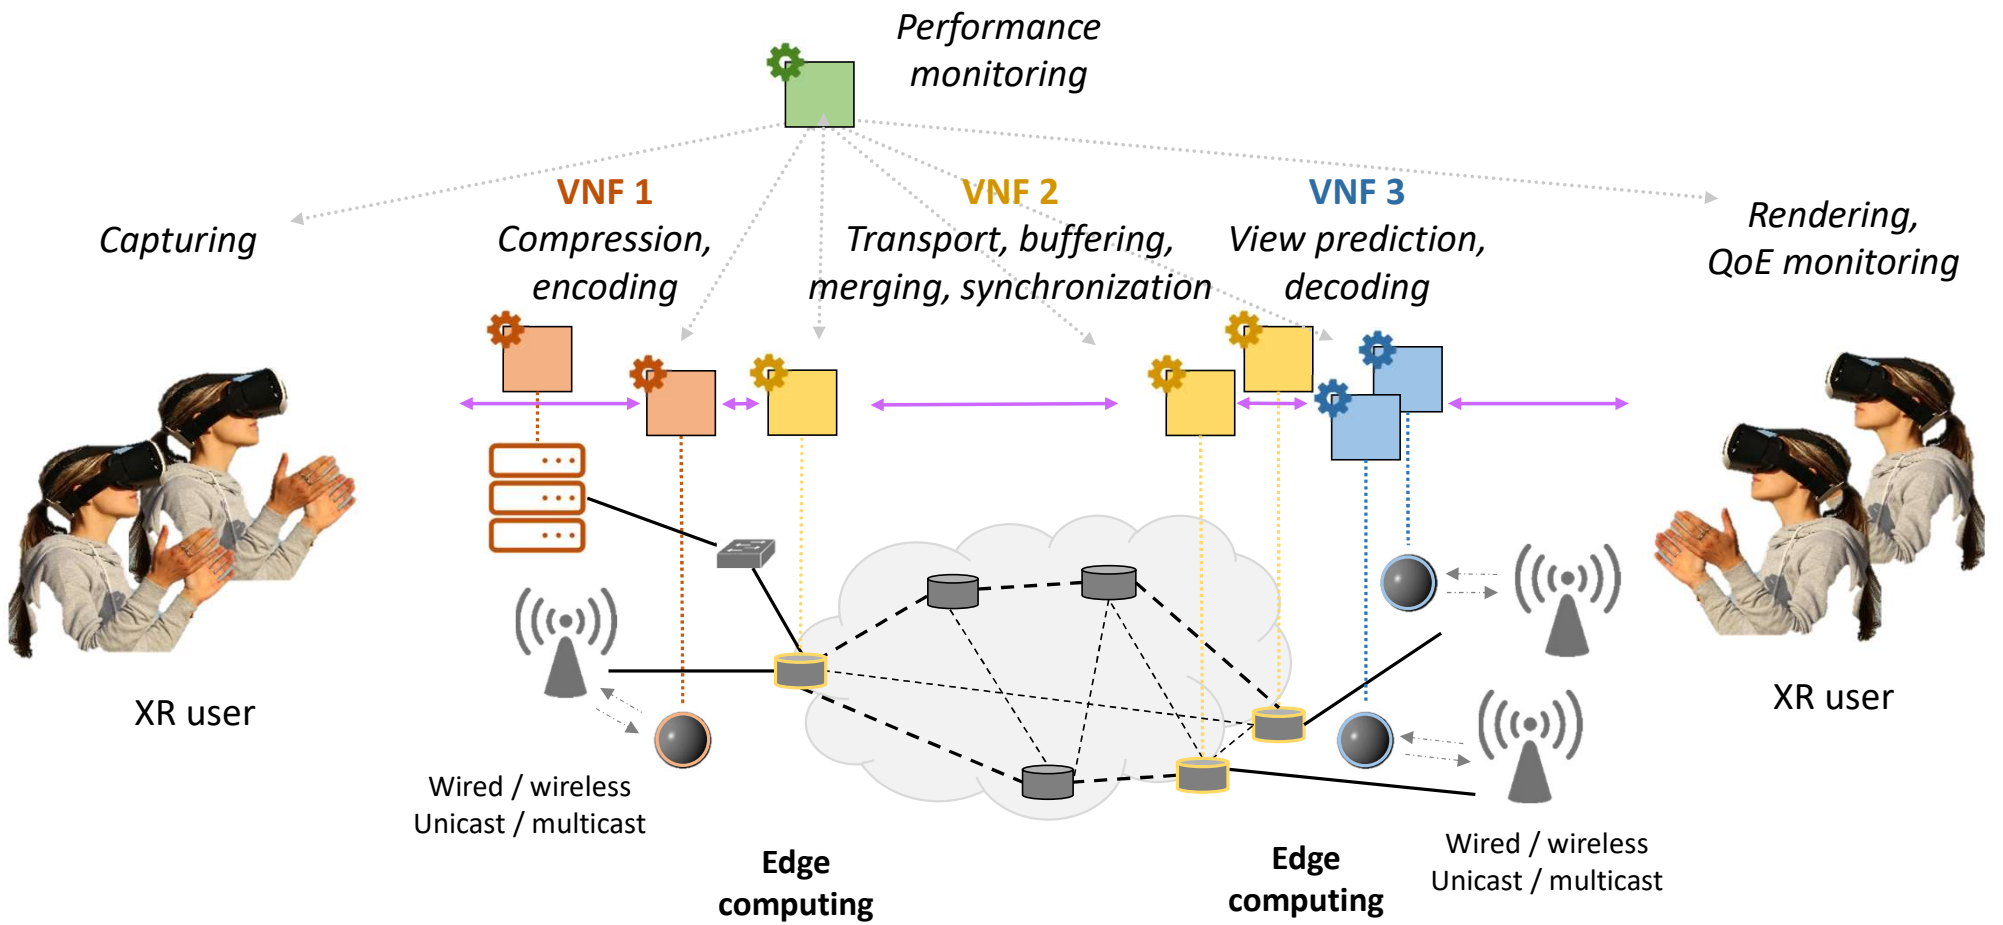 Performance
monitoring
VNF 1
VNF 2
VNF 3
Capturing
Compression,
encoding
Transport, buffering,
merging, synchronization
View prediction,
decoding
Rendering,
QoE monitoring
XR user
XR user
Wired / wireless
Unicast / multicast
Edge
computing
Edge
computing
Wired / wireless
Unicast / multicast